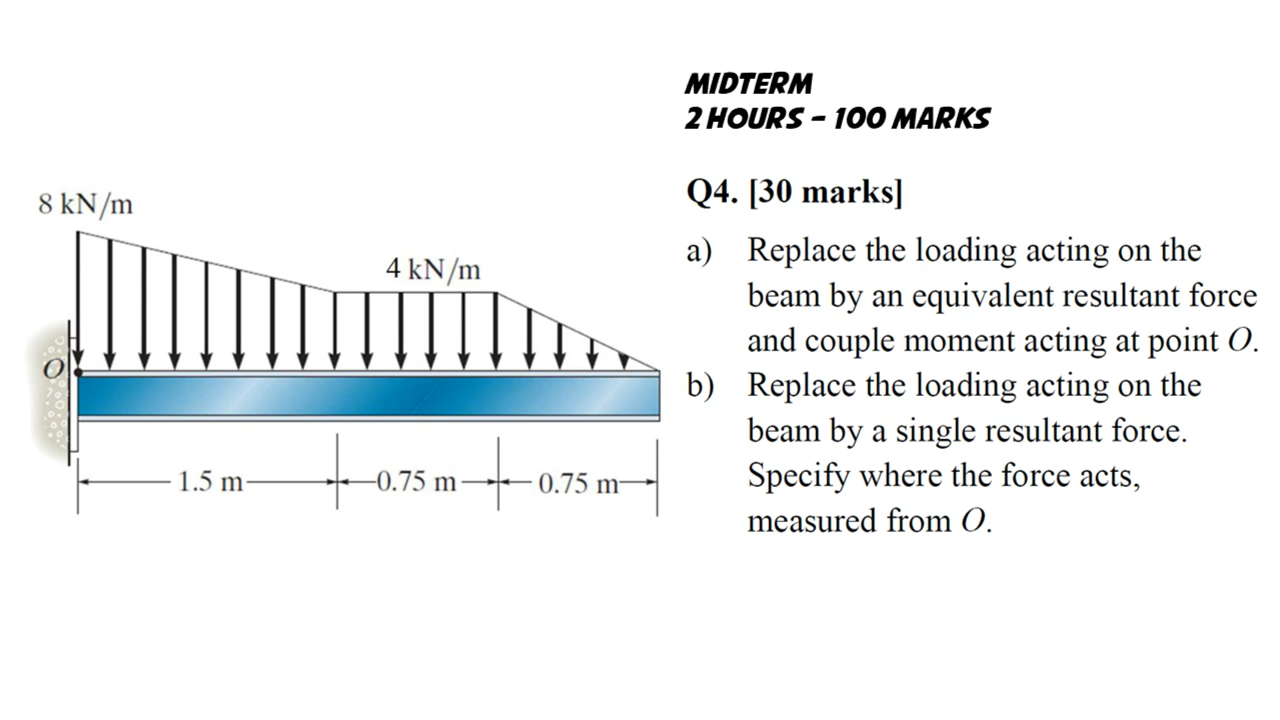 MIDTERM
2 HOURS – 100 MARKS
Q4. [30 marks]
a) Replace the loading acting on the
beam by an equivalent resultant force
and couple moment acting at point O.
b) Replace the loading acting on the
beam by a single resultant force.
Specify where the force acts,
measured from O.
8 kN/m
4 kN/m
O
1.5 m
0.75 m
0.75 m